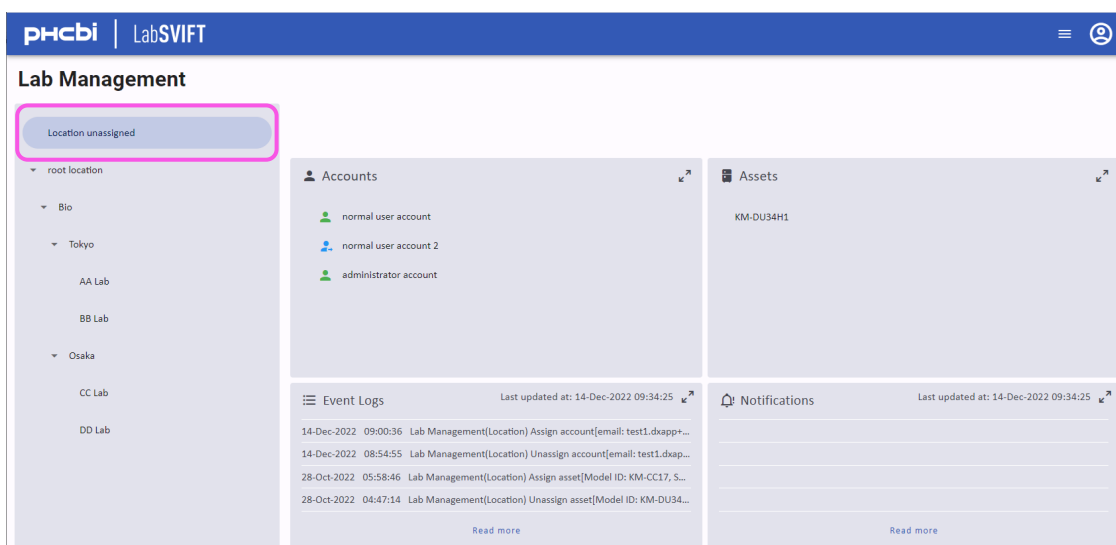 PHCbi LabSVIFT
Lab Management
Location unassigned
root location
Bio
Tokyo
AA Lab
BB Lab
Osaka
CC Lab
DD Lab
Accounts
normal user account
normal user account 2
administrator account
Assets
KM-DU34H1
Event Logs Last updated at: 14-Dec-2022 09:34:25
14-Dec-2022 09:00:36 Lab Management(Location) Assign account[email: test1.dxapp+...
14-Dec-2022 08:54:55 Lab Management(Location) Unassign account[email: test1.dxap...
28-Oct-2022 05:58:46 Lab Management(Location) Assign asset[Model ID: KM-CC17, S...
28-Oct-2022 04:47:14 Lab Management(Location) Unassign asset[Model ID: KM-DU34...
Read more
Notifications Last updated at: 14-Dec-2022 09:34:25
Read more